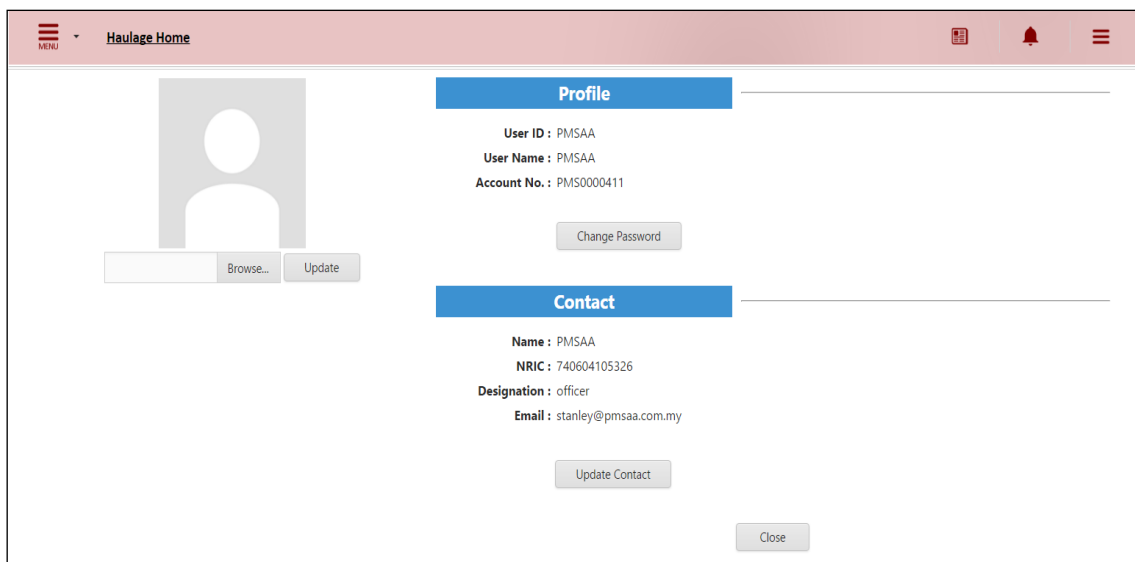 MENU
Haulage Home
Profile
User ID : PMSAA
User Name : PMSAA
Account No. : PMS0000411
Change Password
Browse... Update
Contact
Name : PMSAA
NRIC : 740604105326
Designation : officer
Email : stanley@pmsaa.com.my
Update Contact
Close